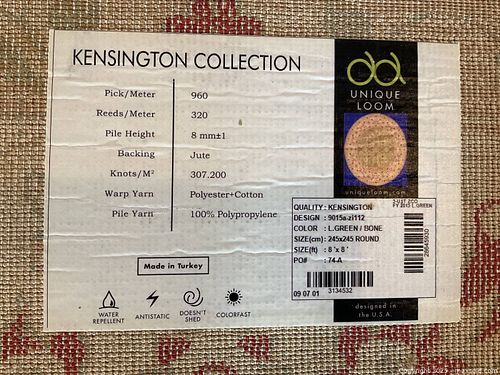 KENSINGTON COLLECTION
Pick/Meter 960
Reeds/Meter 320
Pile Height 8 mm±1
Backing Jute
Knots/M² 307.200
Warp Yarn Polyester+Cotton
Pile Yarn 100% Polypropylene
Made in Turkey
WATER REPELLENT
ANTISTATIC
DOESN'T SHED
COLORFAST
UNIQUE
LOOM
uniqueloom.com
QUALITY: KENSINGTON
DESIGN : 9015a-zi112
COLOR : L.GREEN / BONE
SIZE(cm): 245x245 ROUND
SIZE(ft) : 8 'x 8 '
PO# : 74-A
09 07 01 3134532
28645930
designed in
the U.S.A.